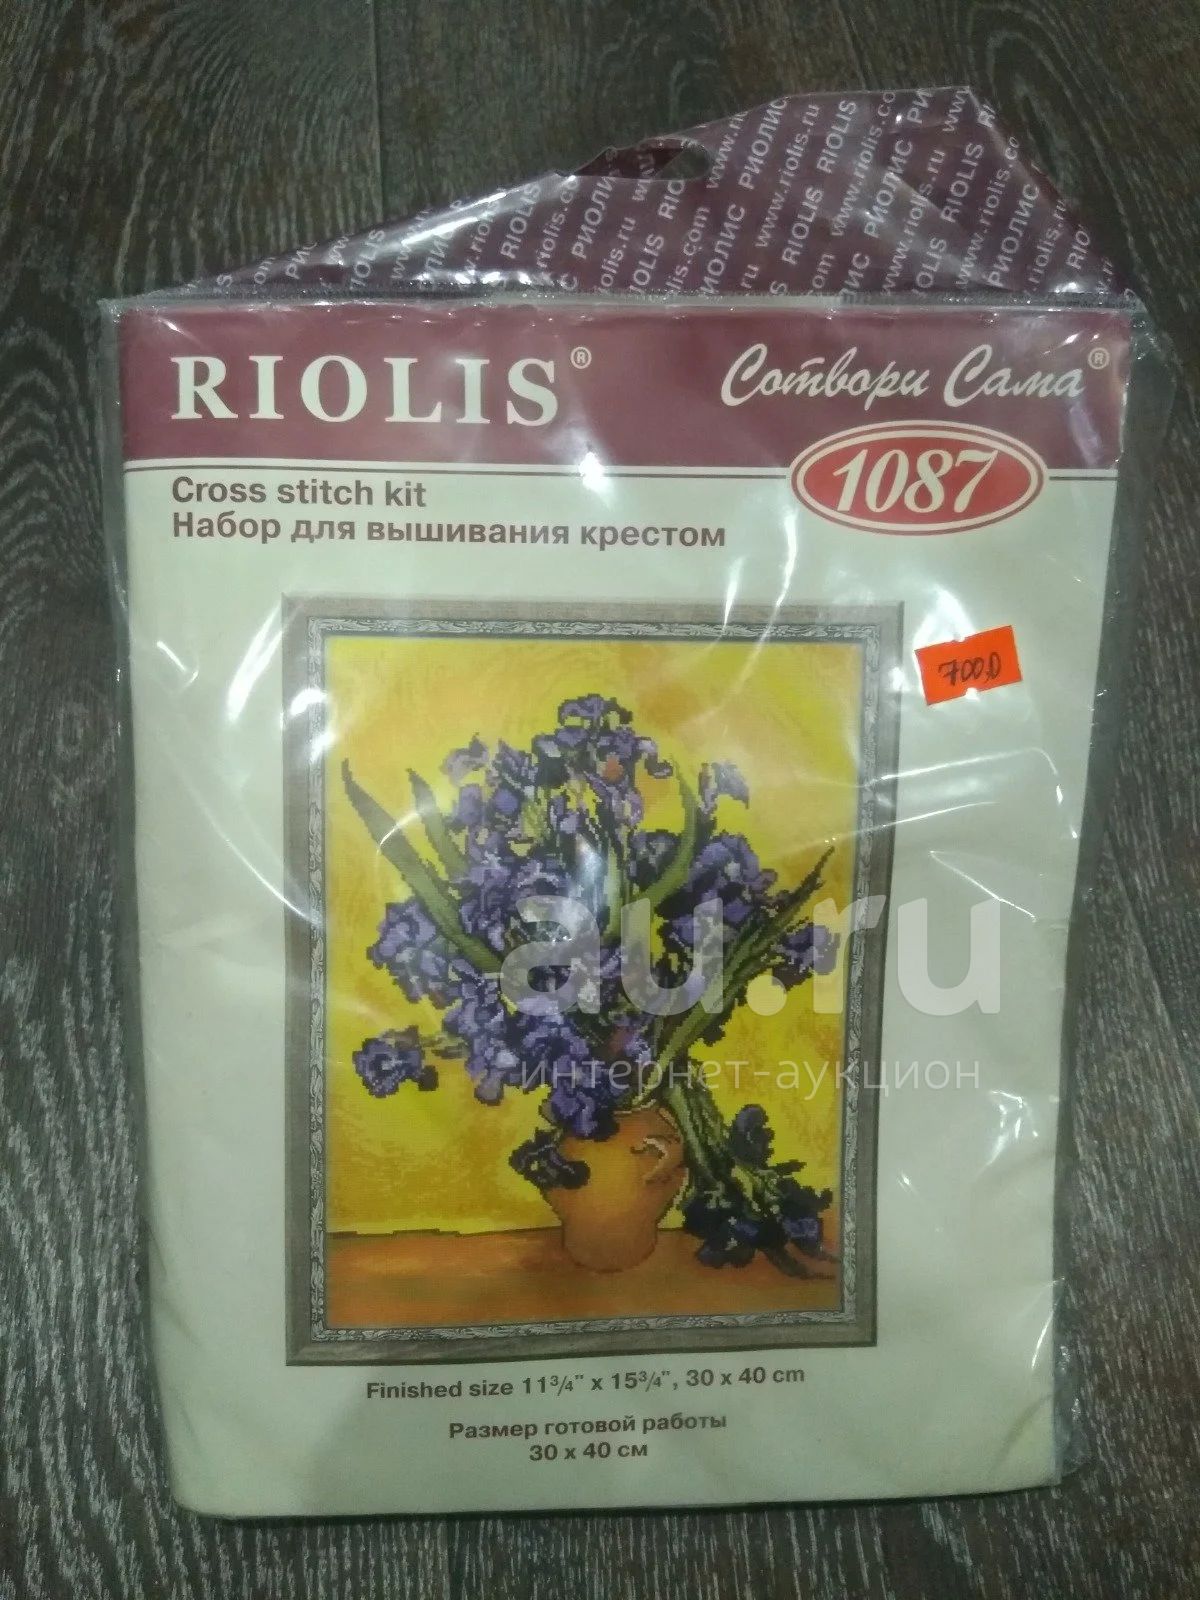 RIOLIS®
Сотвори Сама®
1087
Cross stitch kit
Набор для вышивания крестом
700,0
au.ru
интернет-аукцион
Finished size 11¾" x 15¾", 30 x 40 cm
Размер готовой работы
30 x 40 см